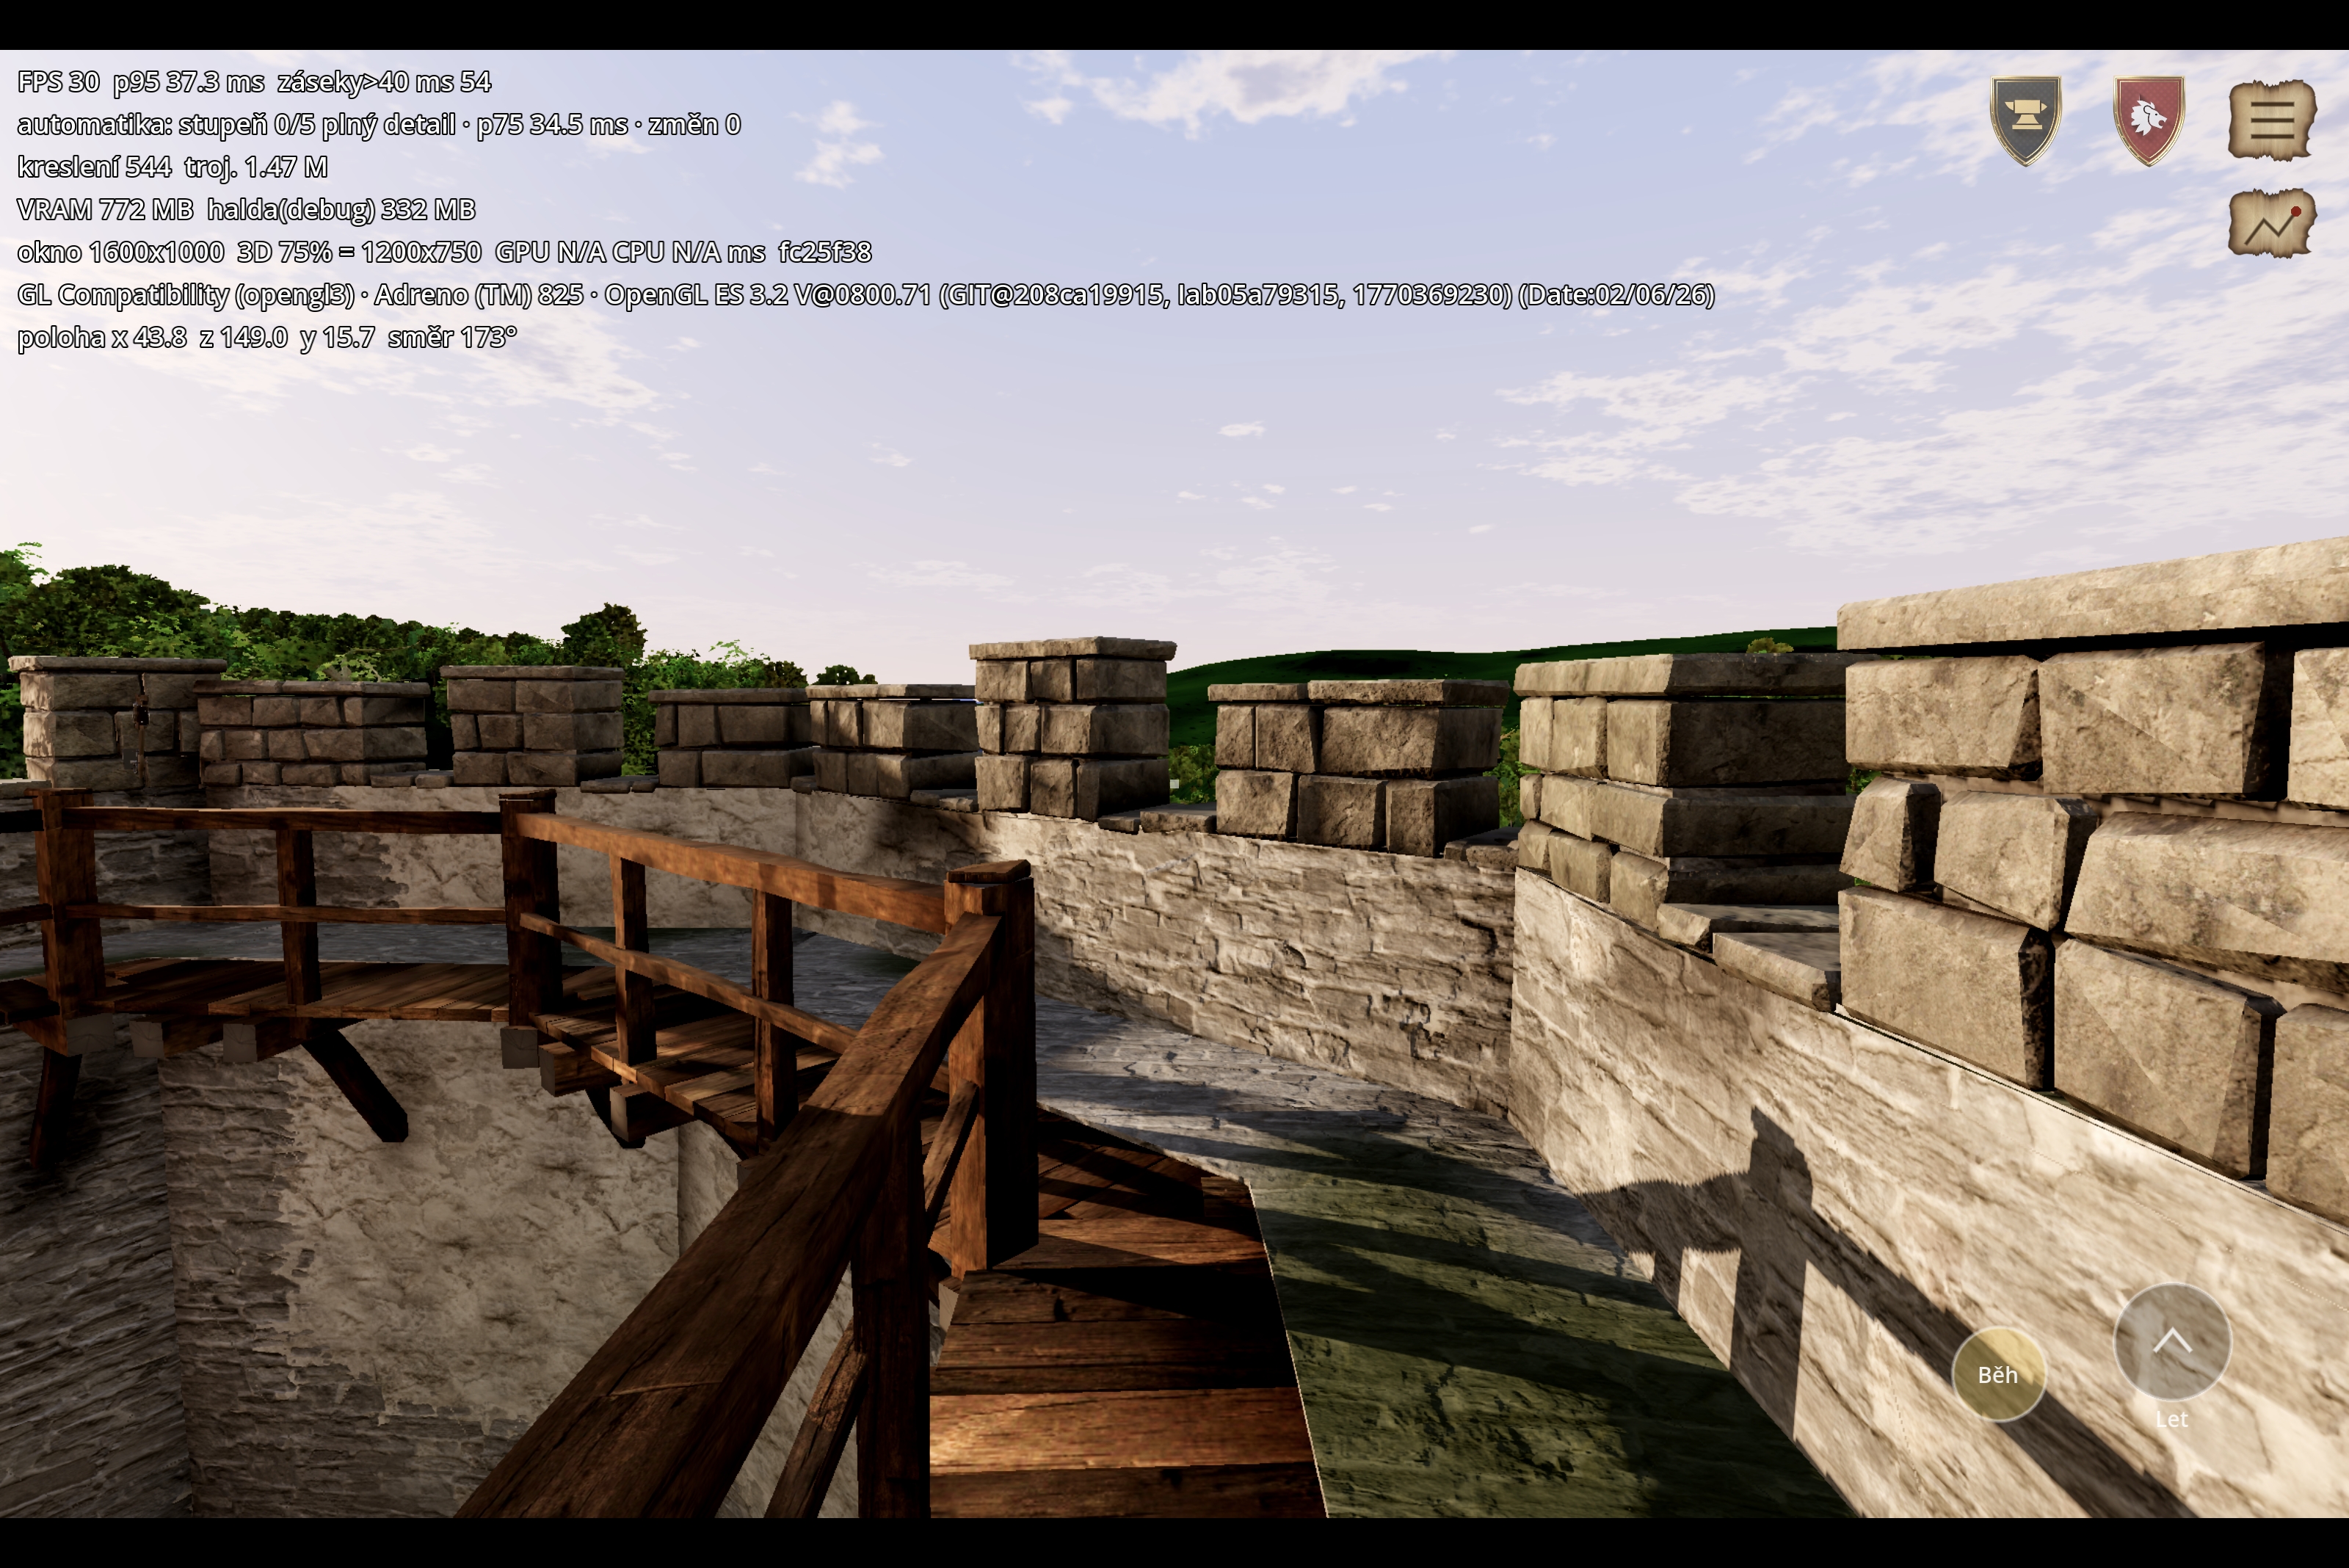 FPS 30  p95 37.3 ms  záseky>40 ms 54
automatika: stupeň 0/5 plný detail · p75 34.5 ms · změn 0
kreslení 544  troj. 1.47 M
VRAM 772 MB  halda(debug) 332 MB
okno 1600x1000  3D 75% = 1200x750  GPU N/A CPU N/A ms  fc25f38
GL Compatibility (opengl3) · Adreno (TM) 825 · OpenGL ES 3.2 V@0800.71 (GIT@208ca19915, Iab05a79315, 1770369230) (Date:02/06/26)
poloha x 43.8  z 149.0  y 15.7  směr 173°
Běh
Let